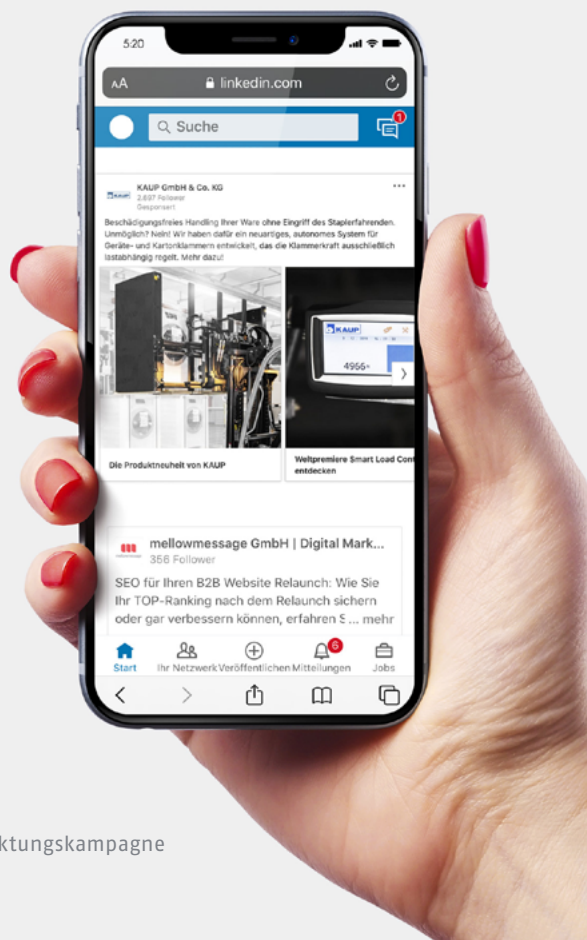 5:20
AA linkedin.com
Suche
1
KAUP GmbH & Co. KG
2.697 Follower
Gesponsert
Beschädigungsfreies Handling Ihrer Ware ohne Eingriff des Staplerfahrenden.
Unmöglich? Nein! Wir haben dafür ein neuartiges, autonomes System für
Geräte- und Kartonklammern entwickelt, das die Klammerkraft ausschließlich
lastabhängig regelt. Mehr dazu!
KAUP
4966
Die Produktneuheit von KAUP
Weltpremiere Smart Load Cont
entdecken
mellowmessage GmbH | Digital Mark...
356 Follower
SEO für Ihren B2B Website Relaunch: Wie Sie
Ihr TOP-Ranking nach dem Relaunch sichern
oder gar verbessern können, erfahren S ... mehr
6
Start Ihr Netzwerk Veröffentlichen Mitteilungen Jobs
ktungskampagne